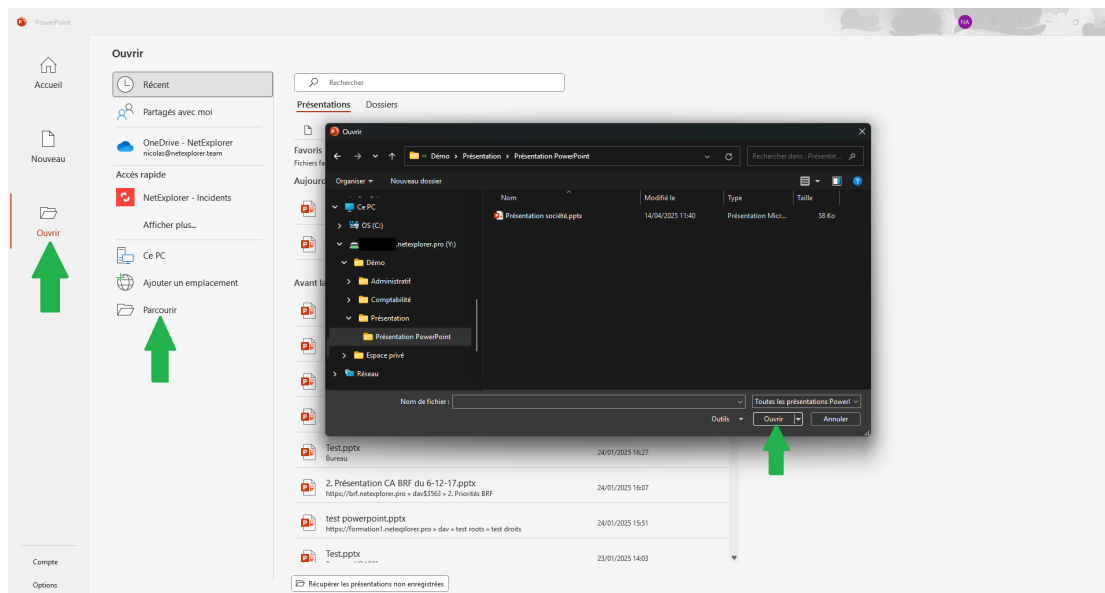 PowerPoint
NA
Accueil
Nouveau
Ouvrir
Compte
Options
Ouvrir
Récent
Partagés avec moi
OneDrive - NetExplorer
nicolas@netexplorer.team
Accès rapide
NetExplorer - Incidents
Afficher plus...
Ce PC
Ajouter un emplacement
Parcourir
Rechercher
Présentations Dossiers
Favoris
Fichiers
Aujourd
Avant la
Ouvrir
« Démo › Présentation › Présentation PowerPoint
Rechercher dans : Présentat...
Organiser Nouveau dossier
Ce PC
OS (C:)
.netexplorer.pro (Y:)
Démo
Administratif
Comptabilité
Présentation
Présentation PowerPoint
Espace privé
Réseau
Nom Modifié le Type Taille
Présentation société.pptx 14/04/2025 11:40 Présentation Micr... 58 Ko
Nom de fichier :
Toutes les présentations Powerl
Outils Ouvrir Annuler
Test.pptx 24/01/2025 16:27
Bureau
2. Présentation CA BRF du 6-12-17.pptx 24/01/2025 16:07
https://brf.netexplorer.pro » dav$3563 » 2. Priorités BRF
test powerpoint.pptx 24/01/2025 15:51
https://formation1.netexplorer.pro » dav » test roots » test droits
Test.pptx 23/01/2025 14:03
Récupérer les présentations non enregistrées